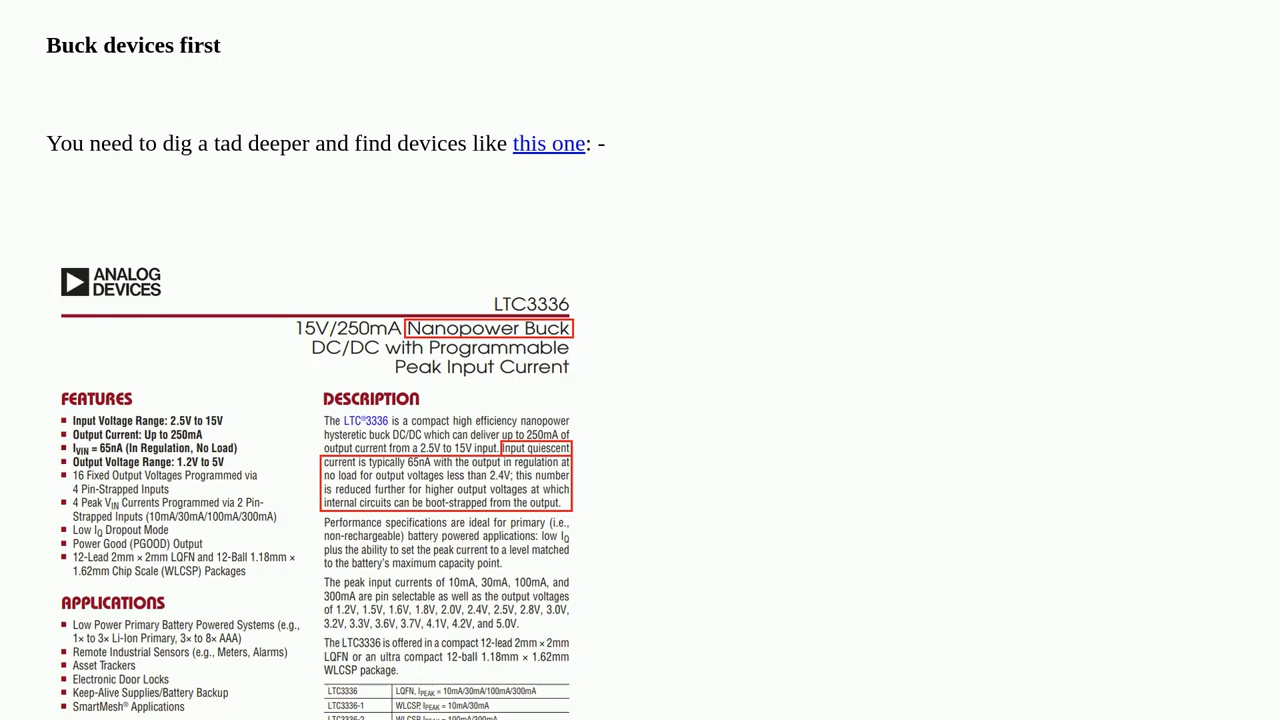 Buck devices first
You need to dig a tad deeper and find devices like this one: -
ANALOG
DEVICES
LTC3336
15V/250mA Nanopower Buck
DC/DC with Programmable
Peak Input Current
FEATURES
■ Input Voltage Range: 2.5V to 15V
■ Output Current: Up to 250mA
■ IVIN = 65nA (In Regulation, No Load)
■ Output Voltage Range: 1.2V to 5V
■ 16 Fixed Output Voltages Programmed via
4 Pin-Strapped Inputs
■ 4 Peak VIN Currents Programmed via 2 Pin-
Strapped Inputs (10mA/30mA/100mA/300mA)
■ Low IQ Dropout Mode
■ Power Good (PGOOD) Output
■ 12-Lead 2mm × 2mm LQFN and 12-Ball 1.18mm ×
1.62mm Chip Scale (WLCSP) Packages
APPLICATIONS
■ Low Power Primary Battery Powered Systems (e.g.,
1× to 3× Li-Ion Primary, 3× to 8× AAA)
■ Remote Industrial Sensors (e.g., Meters, Alarms)
■ Asset Trackers
■ Electronic Door Locks
■ Keep-Alive Supplies/Battery Backup
■ SmartMesh® Applications
DESCRIPTION
The LTC®3336 is a compact high efficiency nanopower
hysteretic buck DC/DC which can deliver up to 250mA of
output current from a 2.5V to 15V input. Input quiescent
current is typically 65nA with the output in regulation at
no load for output voltages less than 2.4V; this number
is reduced further for higher output voltages at which
internal circuits can be boot-strapped from the output.
Performance specifications are ideal for primary (i.e.,
non-rechargeable) battery powered applications: low IQ
plus the ability to set the peak current to a level matched
to the battery's maximum capacity point.
The peak input currents of 10mA, 30mA, 100mA, and
300mA are pin selectable as well as the output voltages
of 1.2V, 1.5V, 1.6V, 1.8V, 2.0V, 2.4V, 2.5V, 2.8V, 3.0V,
3.2V, 3.3V, 3.6V, 3.7V, 4.1V, 4.2V, and 5.0V.
The LTC3336 is offered in a compact 12-lead 2mm × 2mm
LQFN or an ultra compact 12-ball 1.18mm × 1.62mm
WLCSP package.
LTC3336 LQFN, IPEAK = 10mA/30mA/100mA/300mA
LTC3336-1 WLCSP, IPEAK = 10mA/30mA
LTC3336-2 WLCSP, IPEAK = 100mA/300mA